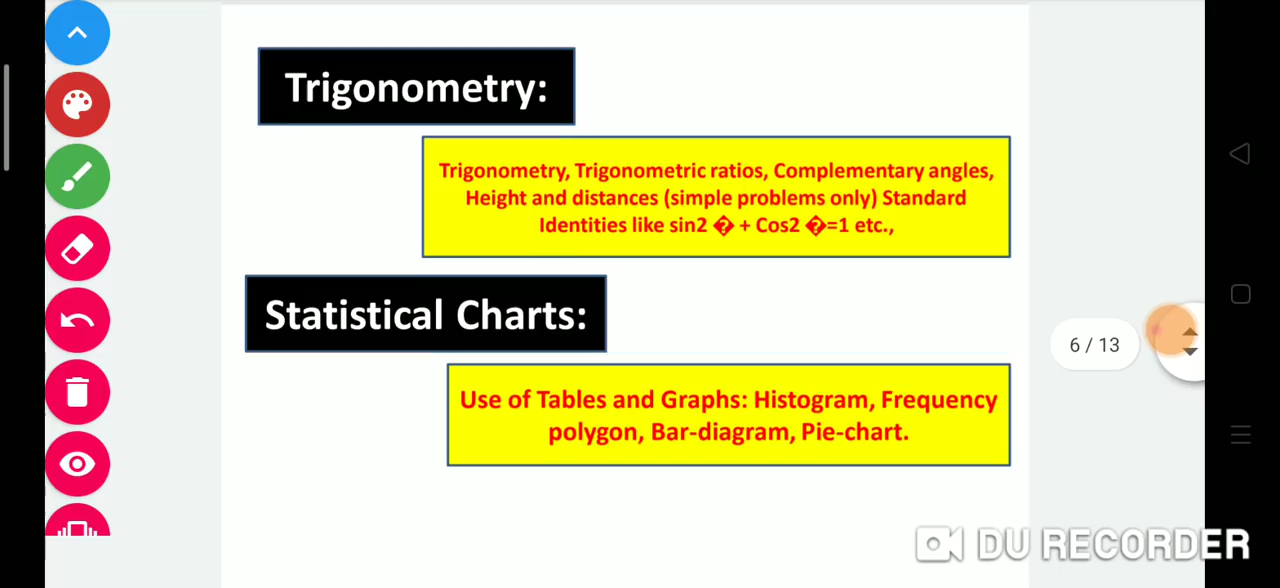 Trigonometry:
Trigonometry, Trigonometric ratios, Complementary angles,
Height and distances (simple problems only) Standard
Identities like sin2 � + Cos2 �=1 etc.,
Statistical Charts:
6 / 13
Use of Tables and Graphs: Histogram, Frequency
polygon, Bar-diagram, Pie-chart.
DU RECORDER